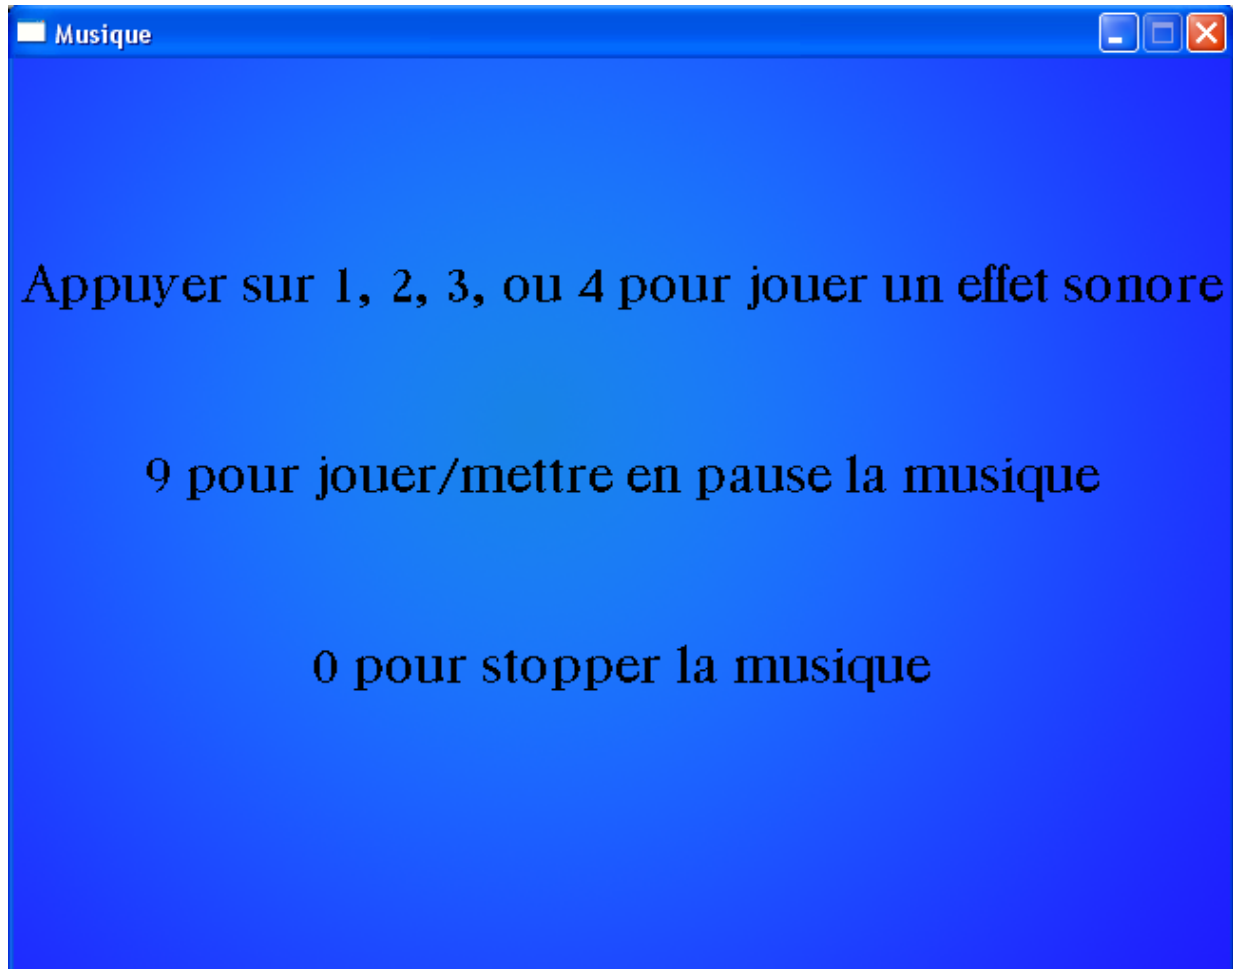 Musique
Appuyer sur 1, 2, 3, ou 4 pour jouer un effet sonore
9 pour jouer/mettre en pause la musique
0 pour stopper la musique